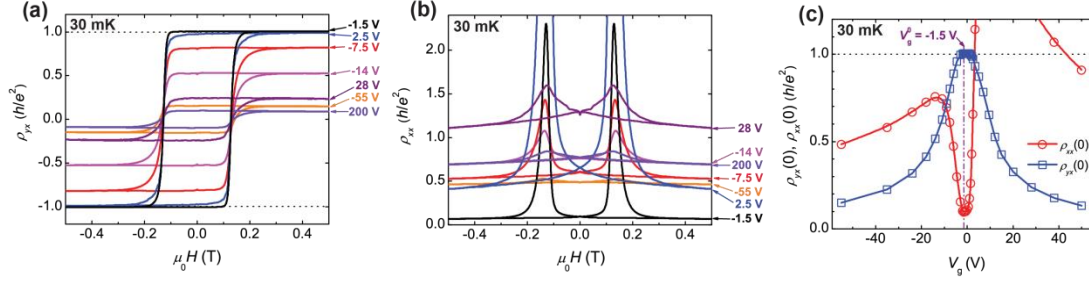 (a)
30 mK
-1.5 V
2.5 V
-7.5 V
-14 V
28 V
-55 V
200 V
1.0
0.5
0.0
-0.5
-1.0
ρyx (h/e²)
-0.4 -0.2 0.0 0.2 0.4
μ₀H (T)
(b)
30 mK
2.0
1.5
1.0
0.5
0.0
ρxx (h/e²)
28 V
-14 V
200 V
-7.5 V
-55 V
2.5 V
-1.5 V
-0.4 -0.2 0.0 0.2 0.4
μ₀H (T)
(c)
30 mK
Vg⁰ = -1.5 V
1.0
0.5
0.0
ρyx(0), ρxx(0) (h/e²)
ρxx(0)
ρyx(0)
-60 -40 -20 0 20 40
Vg (V)